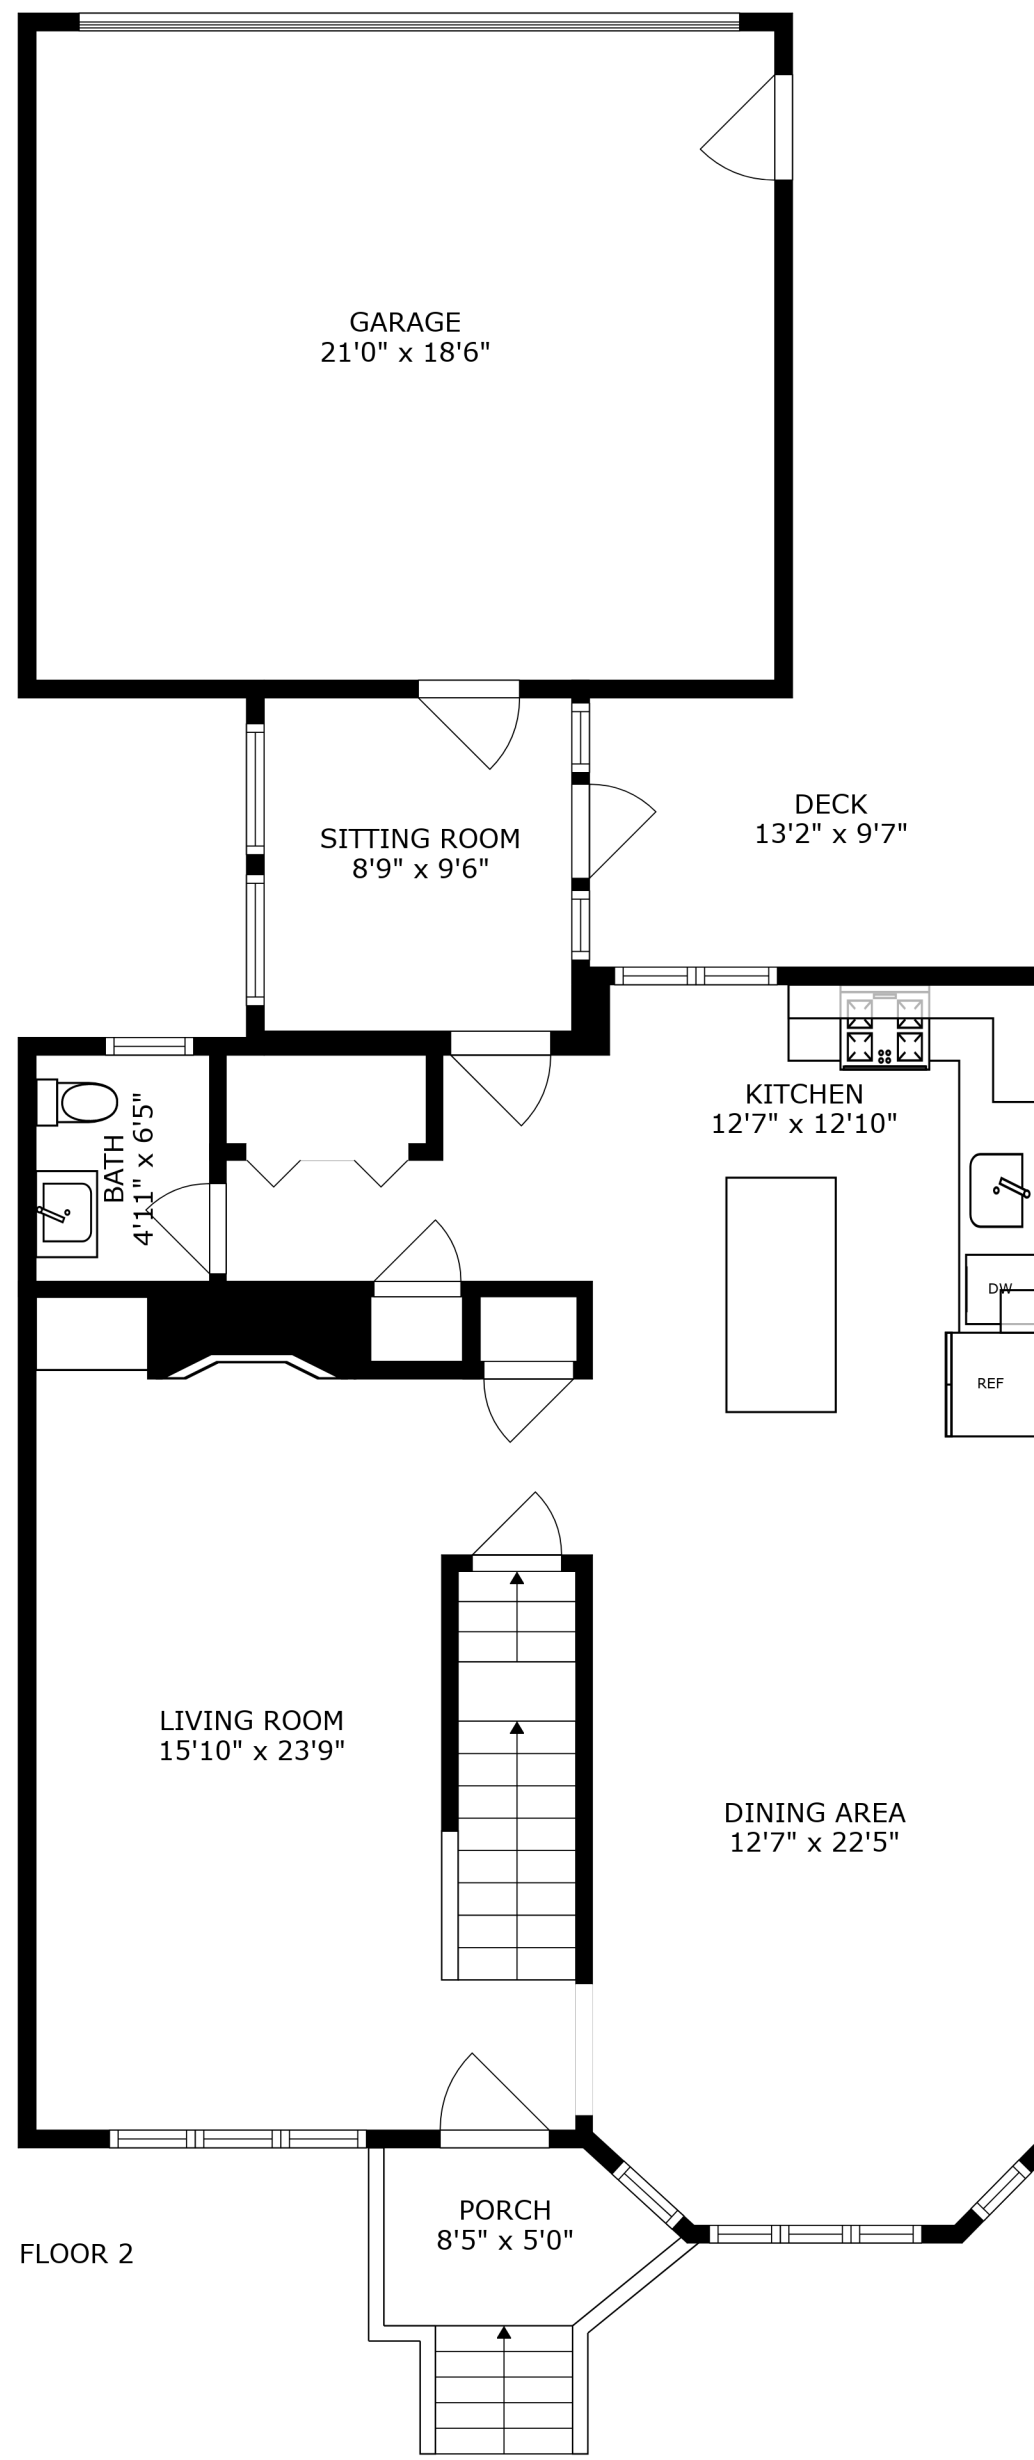 GARAGE
21'0" x 18'6"
SITTING ROOM
8'9" x 9'6"
DECK
13'2" x 9'7"
KITCHEN
12'7" x 12'10"
BATH
4'11" x 6'5"
DW
REF
LIVING ROOM
15'10" x 23'9"
DINING AREA
12'7" x 22'5"
PORCH
8'5" x 5'0"
FLOOR 2